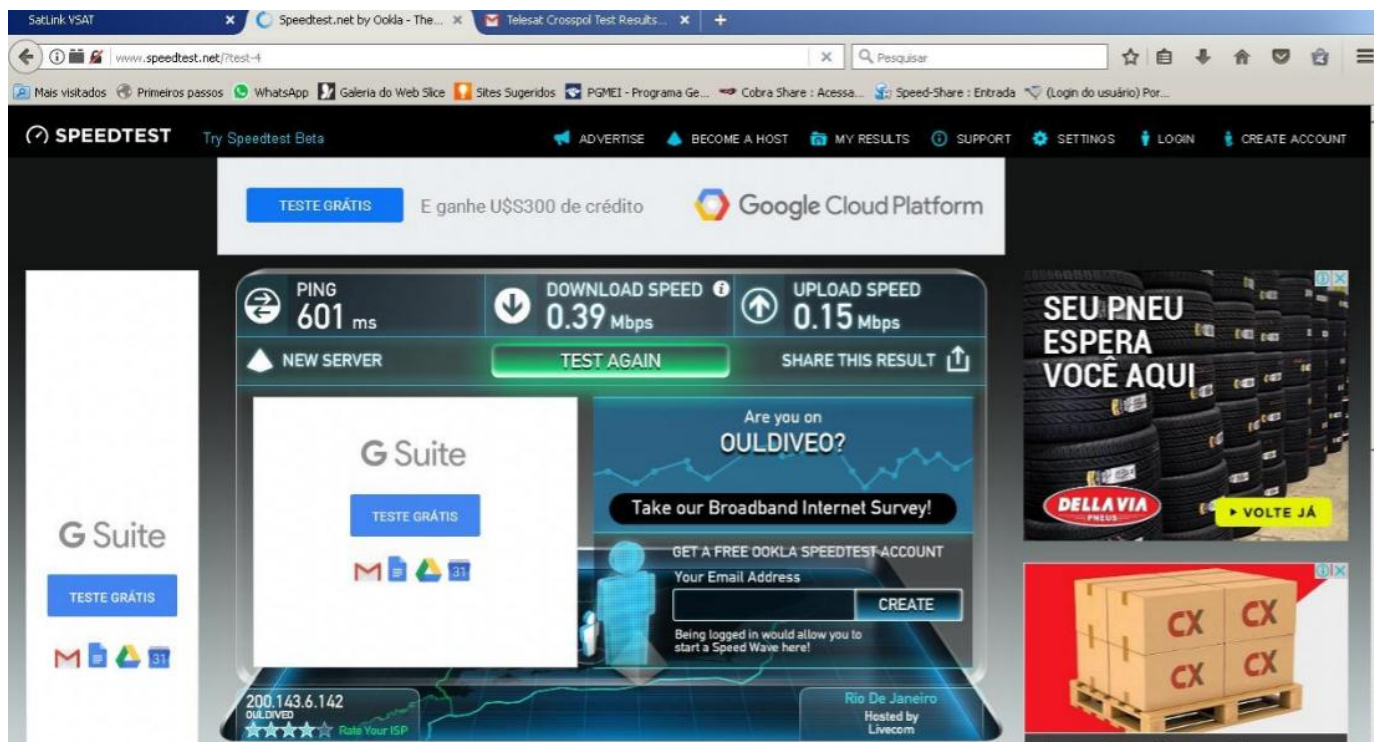 SatLink VSAT
Speedtest.net by Ookla - The...
Telesat Crosspol Test Results...
www.speedtest.net/?test-4
Pesquisar
Mais visitados
Primeiros passos
WhatsApp
Galeria do Web Slice
Sites Sugeridos
PGMEI - Programa Ge...
Cobra Share : Acessa...
Speed-Share : Entrada
(Login do usuário) Por...
SPEEDTEST
Try Speedtest Beta
ADVERTISE
BECOME A HOST
MY RESULTS
SUPPORT
SETTINGS
LOGIN
CREATE ACCOUNT
TESTE GRÁTIS
E ganhe U$S300 de crédito
Google Cloud Platform
PING
601 ms
DOWNLOAD SPEED
0.39 Mbps
UPLOAD SPEED
0.15 Mbps
NEW SERVER
TEST AGAIN
SHARE THIS RESULT
G Suite
TESTE GRÁTIS
31
Are you on
OULDIVEO?
Take our Broadband Internet Survey!
GET A FREE OOKLA SPEEDTEST ACCOUNT
Your Email Address
CREATE
Being logged in would allow you to
start a Speed Wave here!
200.143.6.142
OULDIVEO
Rate Your ISP
Rio De Janeiro
Hosted by
Livecom
G Suite
TESTE GRÁTIS
31
SEU PNEU
ESPERA
VOCÊ AQUI
DELLAVIA
PNEUS
VOLTE JÁ
CX
CX
CX
CX